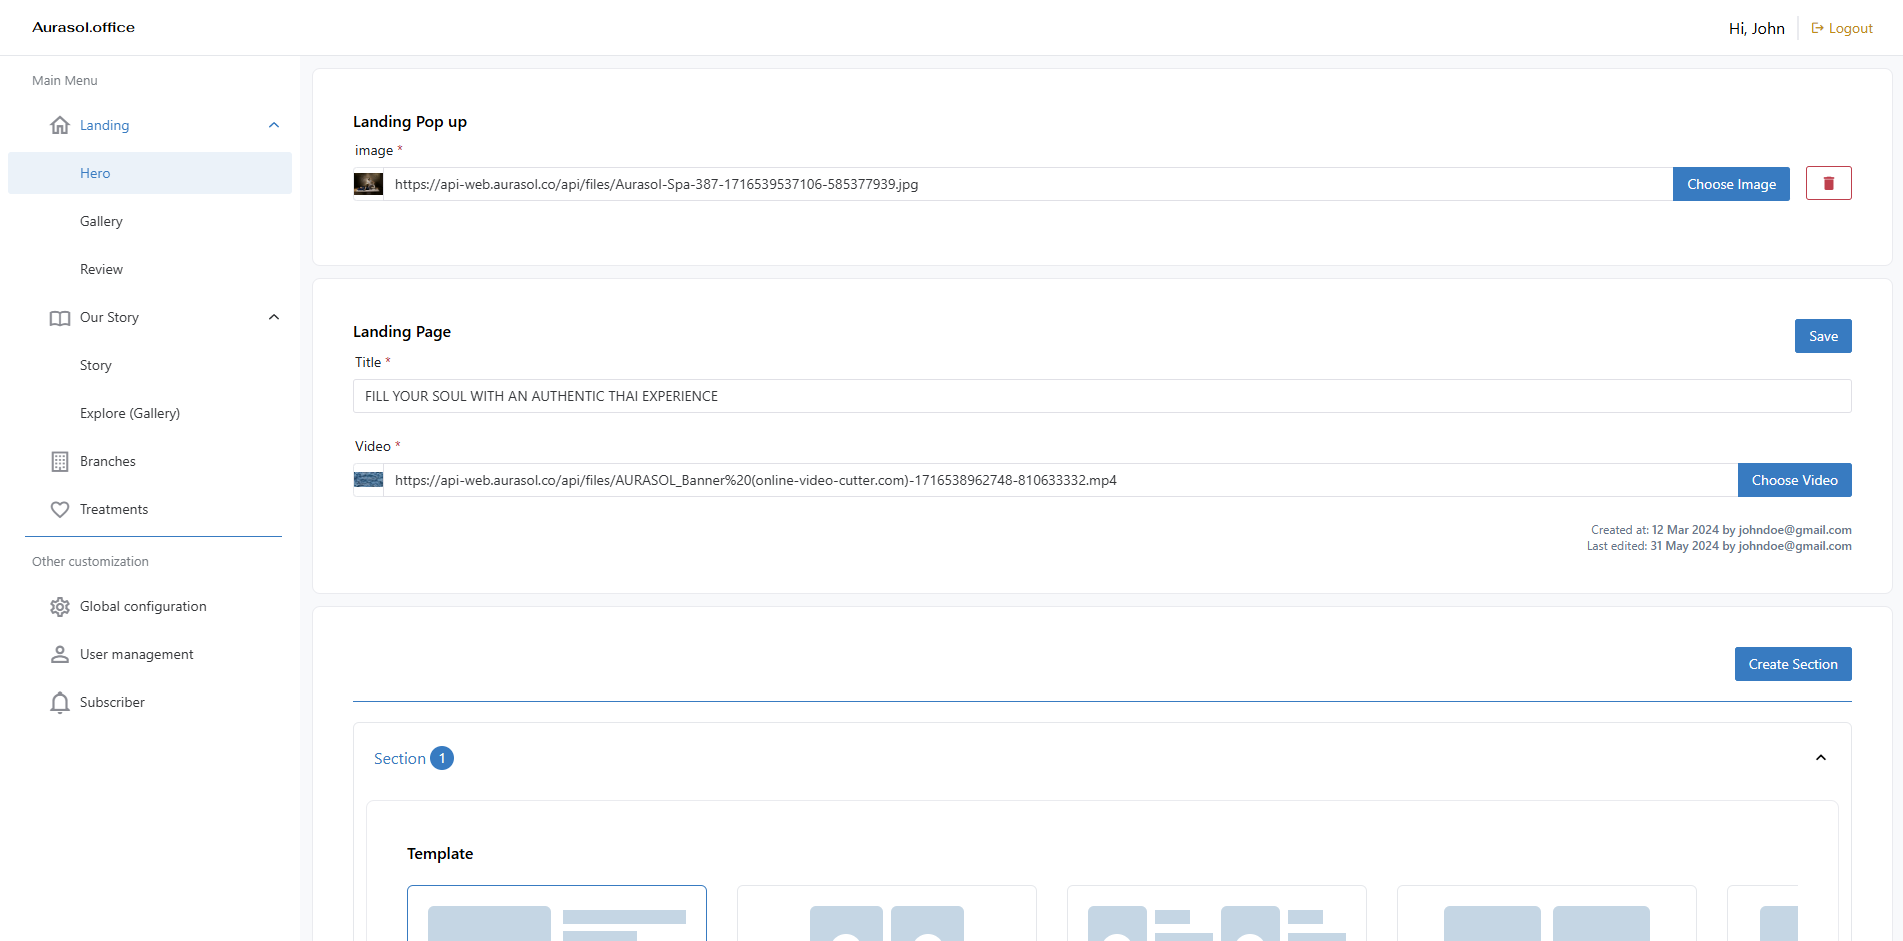 Aurasol.office
Hi, John
Logout
Main Menu
Landing
Hero
Gallery
Review
Our Story
Story
Explore (Gallery)
Branches
Treatments
Other customization
Global configuration
User management
Subscriber
Landing Pop up
image *
https://api-web.aurasol.co/api/files/Aurasol-Spa-387-1716539537106-585377939.jpg
Choose Image
Landing Page
Save
Title *
FILL YOUR SOUL WITH AN AUTHENTIC THAI EXPERIENCE
Video *
https://api-web.aurasol.co/api/files/AURASOL_Banner%20(online-video-cutter.com)-1716538962748-810633332.mp4
Choose Video
Created at: 12 Mar 2024 by johndoe@gmail.com
Last edited: 31 May 2024 by johndoe@gmail.com
Create Section
Section 1
Template